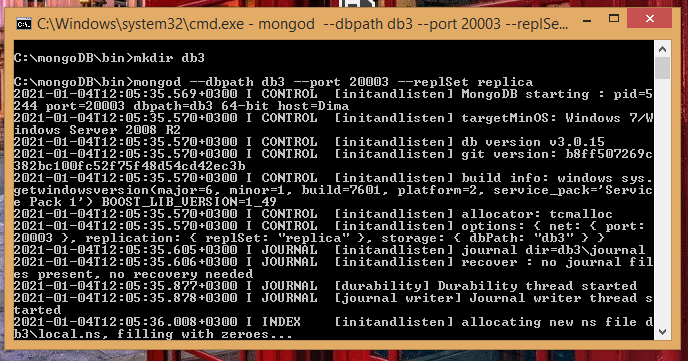 C:\Windows\system32\cmd.exe - mongod  --dbpath db3 --port 20003 --replSe...
C:\mongoDB\bin>mkdir db3
C:\mongoDB\bin>mongod --dbpath db3 --port 20003 --replSet replica
2021-01-04T12:05:35.569+0300 I CONTROL  [initandlisten] MongoDB starting : pid=5
244 port=20003 dbpath=db3 64-bit host=Dima
2021-01-04T12:05:35.570+0300 I CONTROL  [initandlisten] targetMinOS: Windows 7/W
indows Server 2008 R2
2021-01-04T12:05:35.570+0300 I CONTROL  [initandlisten] db version v3.0.15
2021-01-04T12:05:35.570+0300 I CONTROL  [initandlisten] git version: b8ff507269c
382bc100fc52f75f48d54cd42ec3b
2021-01-04T12:05:35.570+0300 I CONTROL  [initandlisten] build info: windows sys.
getwindowsversion(major=6, minor=1, build=7601, platform=2, service_pack='Servic
e Pack 1') BOOST_LIB_VERSION=1_49
2021-01-04T12:05:35.570+0300 I CONTROL  [initandlisten] allocator: tcmalloc
2021-01-04T12:05:35.570+0300 I CONTROL  [initandlisten] options: { net: { port:
20003 }, replication: { replSet: "replica" }, storage: { dbPath: "db3" } }
2021-01-04T12:05:35.605+0300 I JOURNAL  [initandlisten] journal dir=db3\journal
2021-01-04T12:05:35.606+0300 I JOURNAL  [initandlisten] recover : no journal fil
es present, no recovery needed
2021-01-04T12:05:35.877+0300 I JOURNAL  [durability] Durability thread started
2021-01-04T12:05:35.878+0300 I JOURNAL  [journal writer] Journal writer thread s
tarted
2021-01-04T12:05:36.008+0300 I INDEX    [initandlisten] allocating new ns file d
b3\local.ns, filling with zeroes...